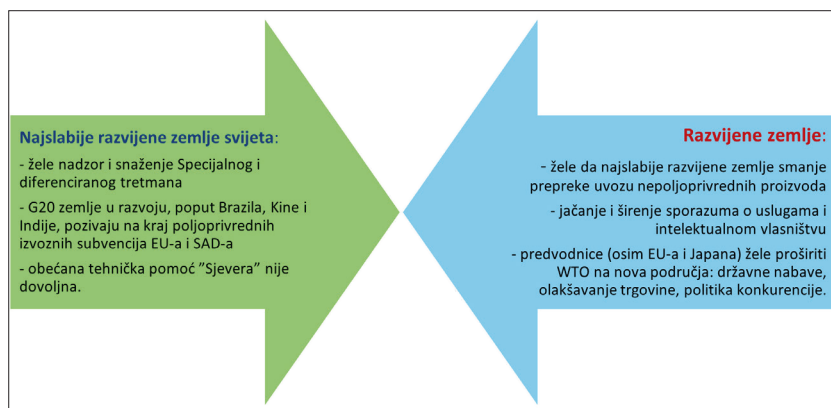 Najslabije razvijene zemlje svijeta:
- žele nadzor i snaženje Specijalnog i
diferenciranog tretmana
- G20 zemlje u razvoju, poput Brazila, Kine i
Indije, pozivaju na kraj poljoprivrednih
izvoznih subvencija EU-a i SAD-a
- obećana tehnička pomoć ”Sjevera” nije
dovoljna.
Razvijene zemlje:
- žele da najslabije razvijene zemlje smanje
prepreke uvozu nepoljoprivrednih proizvoda
- jačanje i širenje sporazuma o uslugama i
intelektualnom vlasništvu
- predvodnice (osim EU-a i Japana) žele proširiti
WTO na nova područja: državne nabave,
olakšavanje trgovine, politika konkurencije.